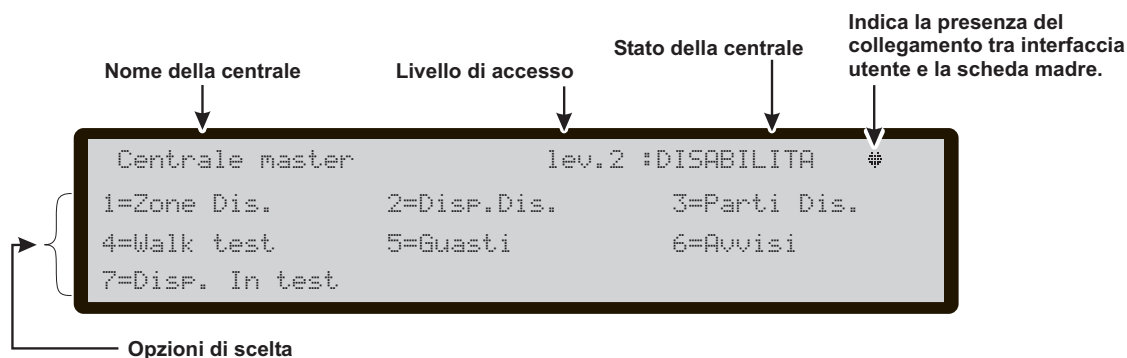 Indica la presenza del
collegamento tra interfaccia
utente e la scheda madre.
Stato della centrale
Nome della centrale
Livello di accesso
Centrale master lev.2 :DISABILITA
1=Zone Dis. 2=Disp.Dis. 3=Parti Dis.
4=Walk test 5=Guasti 6=Avvisi
7=Disp. In test
Opzioni di scelta